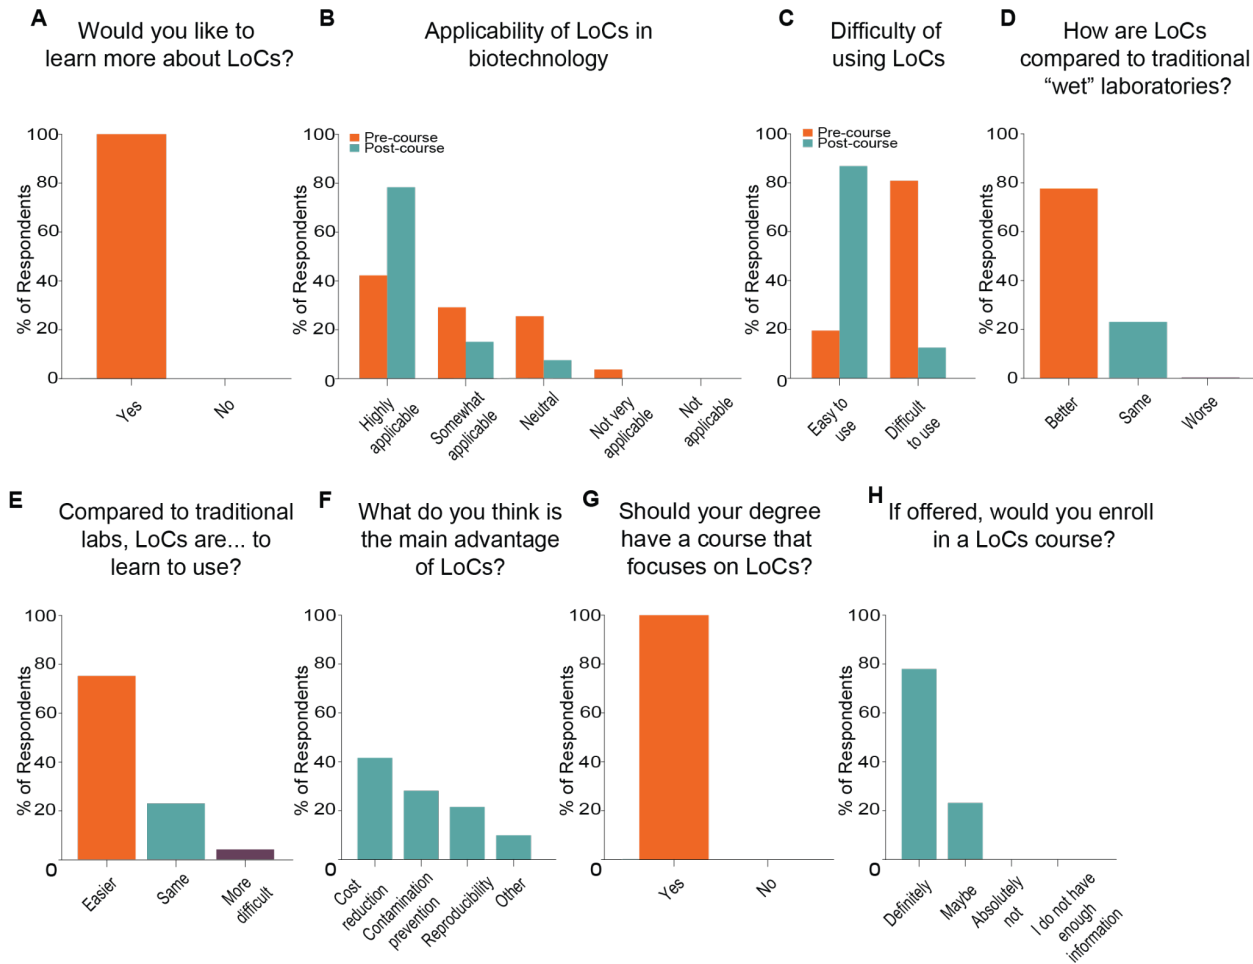 A
Would you like to
learn more about LoCs?
% of Respondents
100
80
60
40
20
0
Yes
No
B
Applicability of LoCs in
biotechnology
Pre-course
Post-course
% of Respondents
100
80
60
40
20
0
Highly
applicable
Somewhat
applicable
Neutral
Not very
applicable
Not
applicable
C
Difficulty of
using LoCs
Pre-course
Post-course
% of Respondents
100
80
60
40
20
0
Easy to
use
Difficult
to use
D
How are LoCs
compared to traditional
“wet” laboratories?
% of Respondents
100
80
60
40
20
0
Better
Same
Worse
E
Compared to traditional
labs, LoCs are... to
learn to use?
% of Respondents
100
80
60
40
20
0
Easier
Same
More
difficult
F
What do you think is
the main advantage
of LoCs?
% of Respondents
100
80
60
40
20
0
Cost
reduction
Contamination
prevention
Reproducibility
Other
G
Should your degree
have a course that
focuses on LoCs?
% of Respondents
100
80
60
40
20
0
Yes
No
H
If offered, would you enroll
in a LoCs course?
% of Respondents
100
80
60
40
20
0
Definitely
Maybe
Absolutely
not
I do not have
enough
information